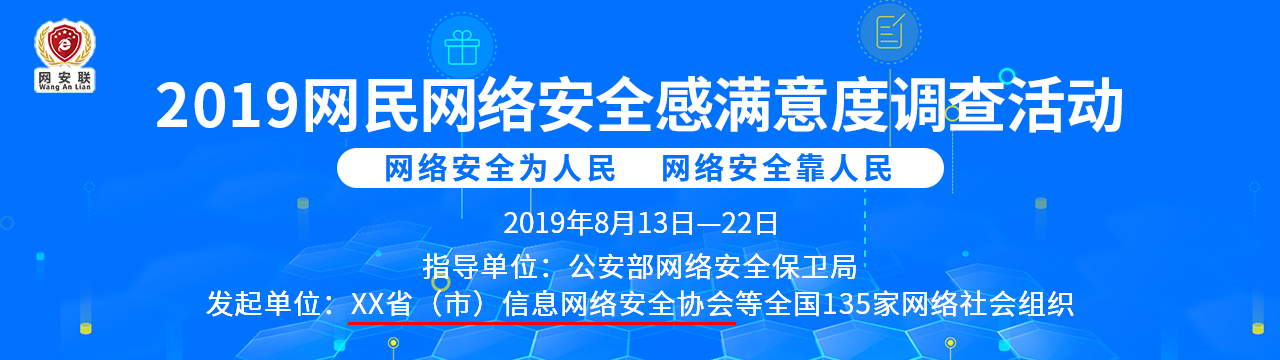 网安联
Wang An Lian
2019网民网络安全感满意度调查活动
网络安全为人民 网络安全靠人民
2019年8月13日—22日
指导单位：公安部网络安全保卫局
发起单位：XX省（市）信息网络安全协会等全国135家网络社会组织